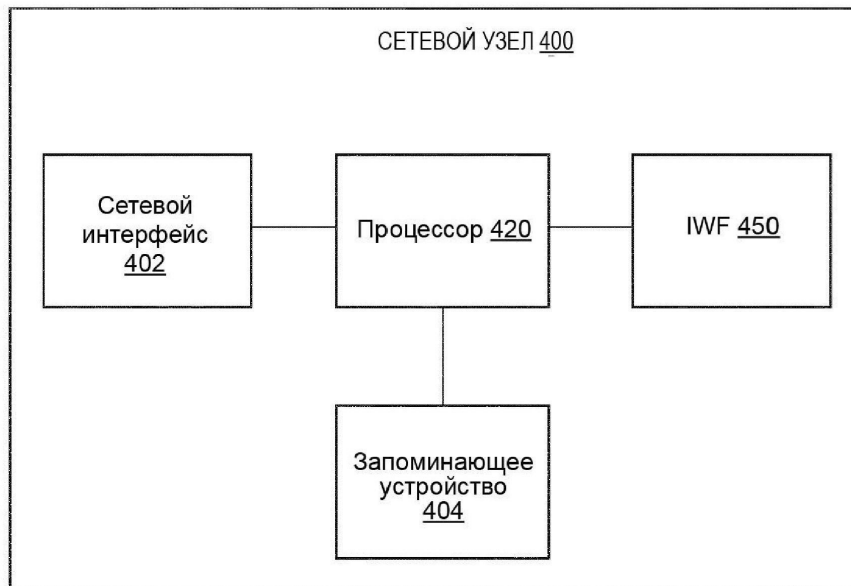 СЕТЕВОЙ УЗЕЛ 400
Сетевой
интерфейс
402
Процессор 420
IWF 450
Запоминающее
устройство
404